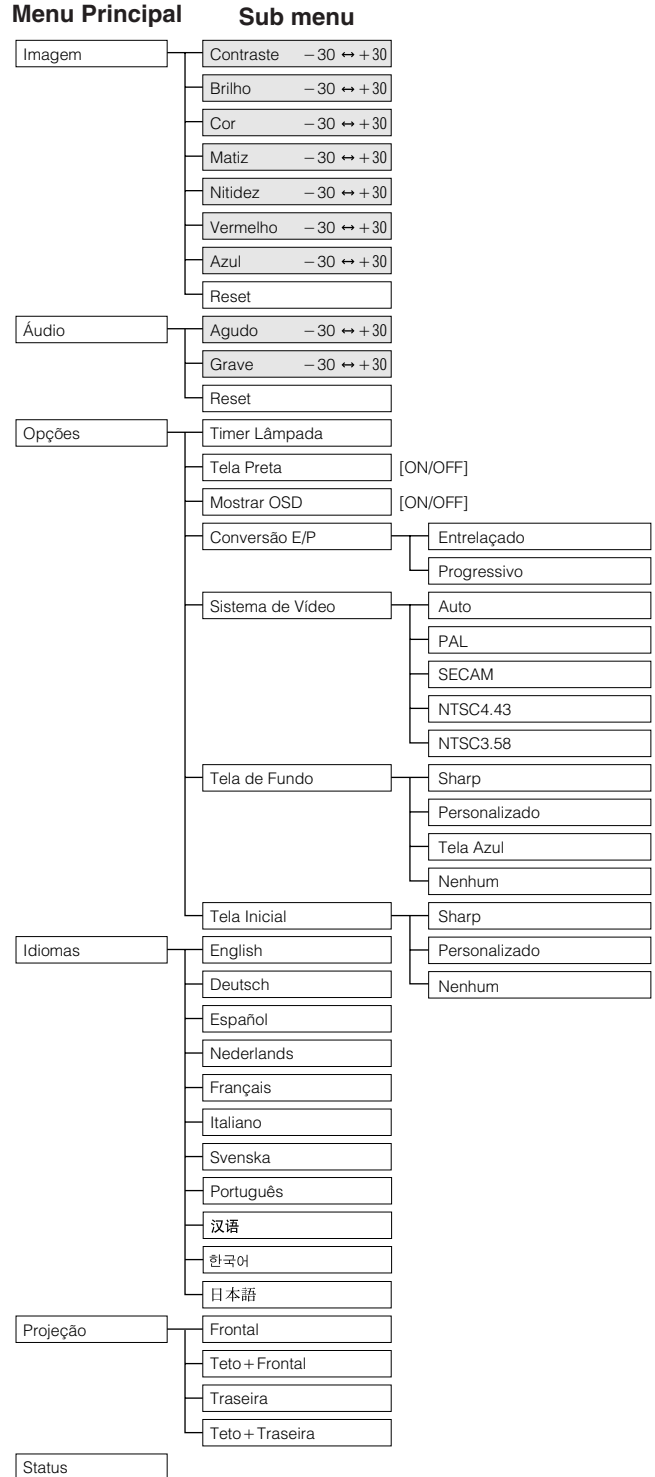 Menu Principal Sub menu
Imagem Contraste −30 ↔ +30
Brilho −30 ↔ +30
Cor −30 ↔ +30
Matiz −30 ↔ +30
Nitidez −30 ↔ +30
Vermelho −30 ↔ +30
Azul −30 ↔ +30
Reset
Áudio Agudo −30 ↔ +30
Grave −30 ↔ +30
Reset
Opções Timer Lâmpada
Tela Preta [ON/OFF]
Mostrar OSD [ON/OFF]
Conversão E/P Entrelaçado
Progressivo
Sistema de Vídeo Auto
PAL
SECAM
NTSC4.43
NTSC3.58
Tela de Fundo Sharp
Personalizado
Tela Azul
Nenhum
Tela Inicial Sharp
Idiomas English Personalizado
Deutsch Nenhum
Español
Nederlands
Français
Italiano
Svenska
Português
汉语
한국어
日本語
Projeção Frontal
Teto+Frontal
Traseira
Teto+Traseira
Status